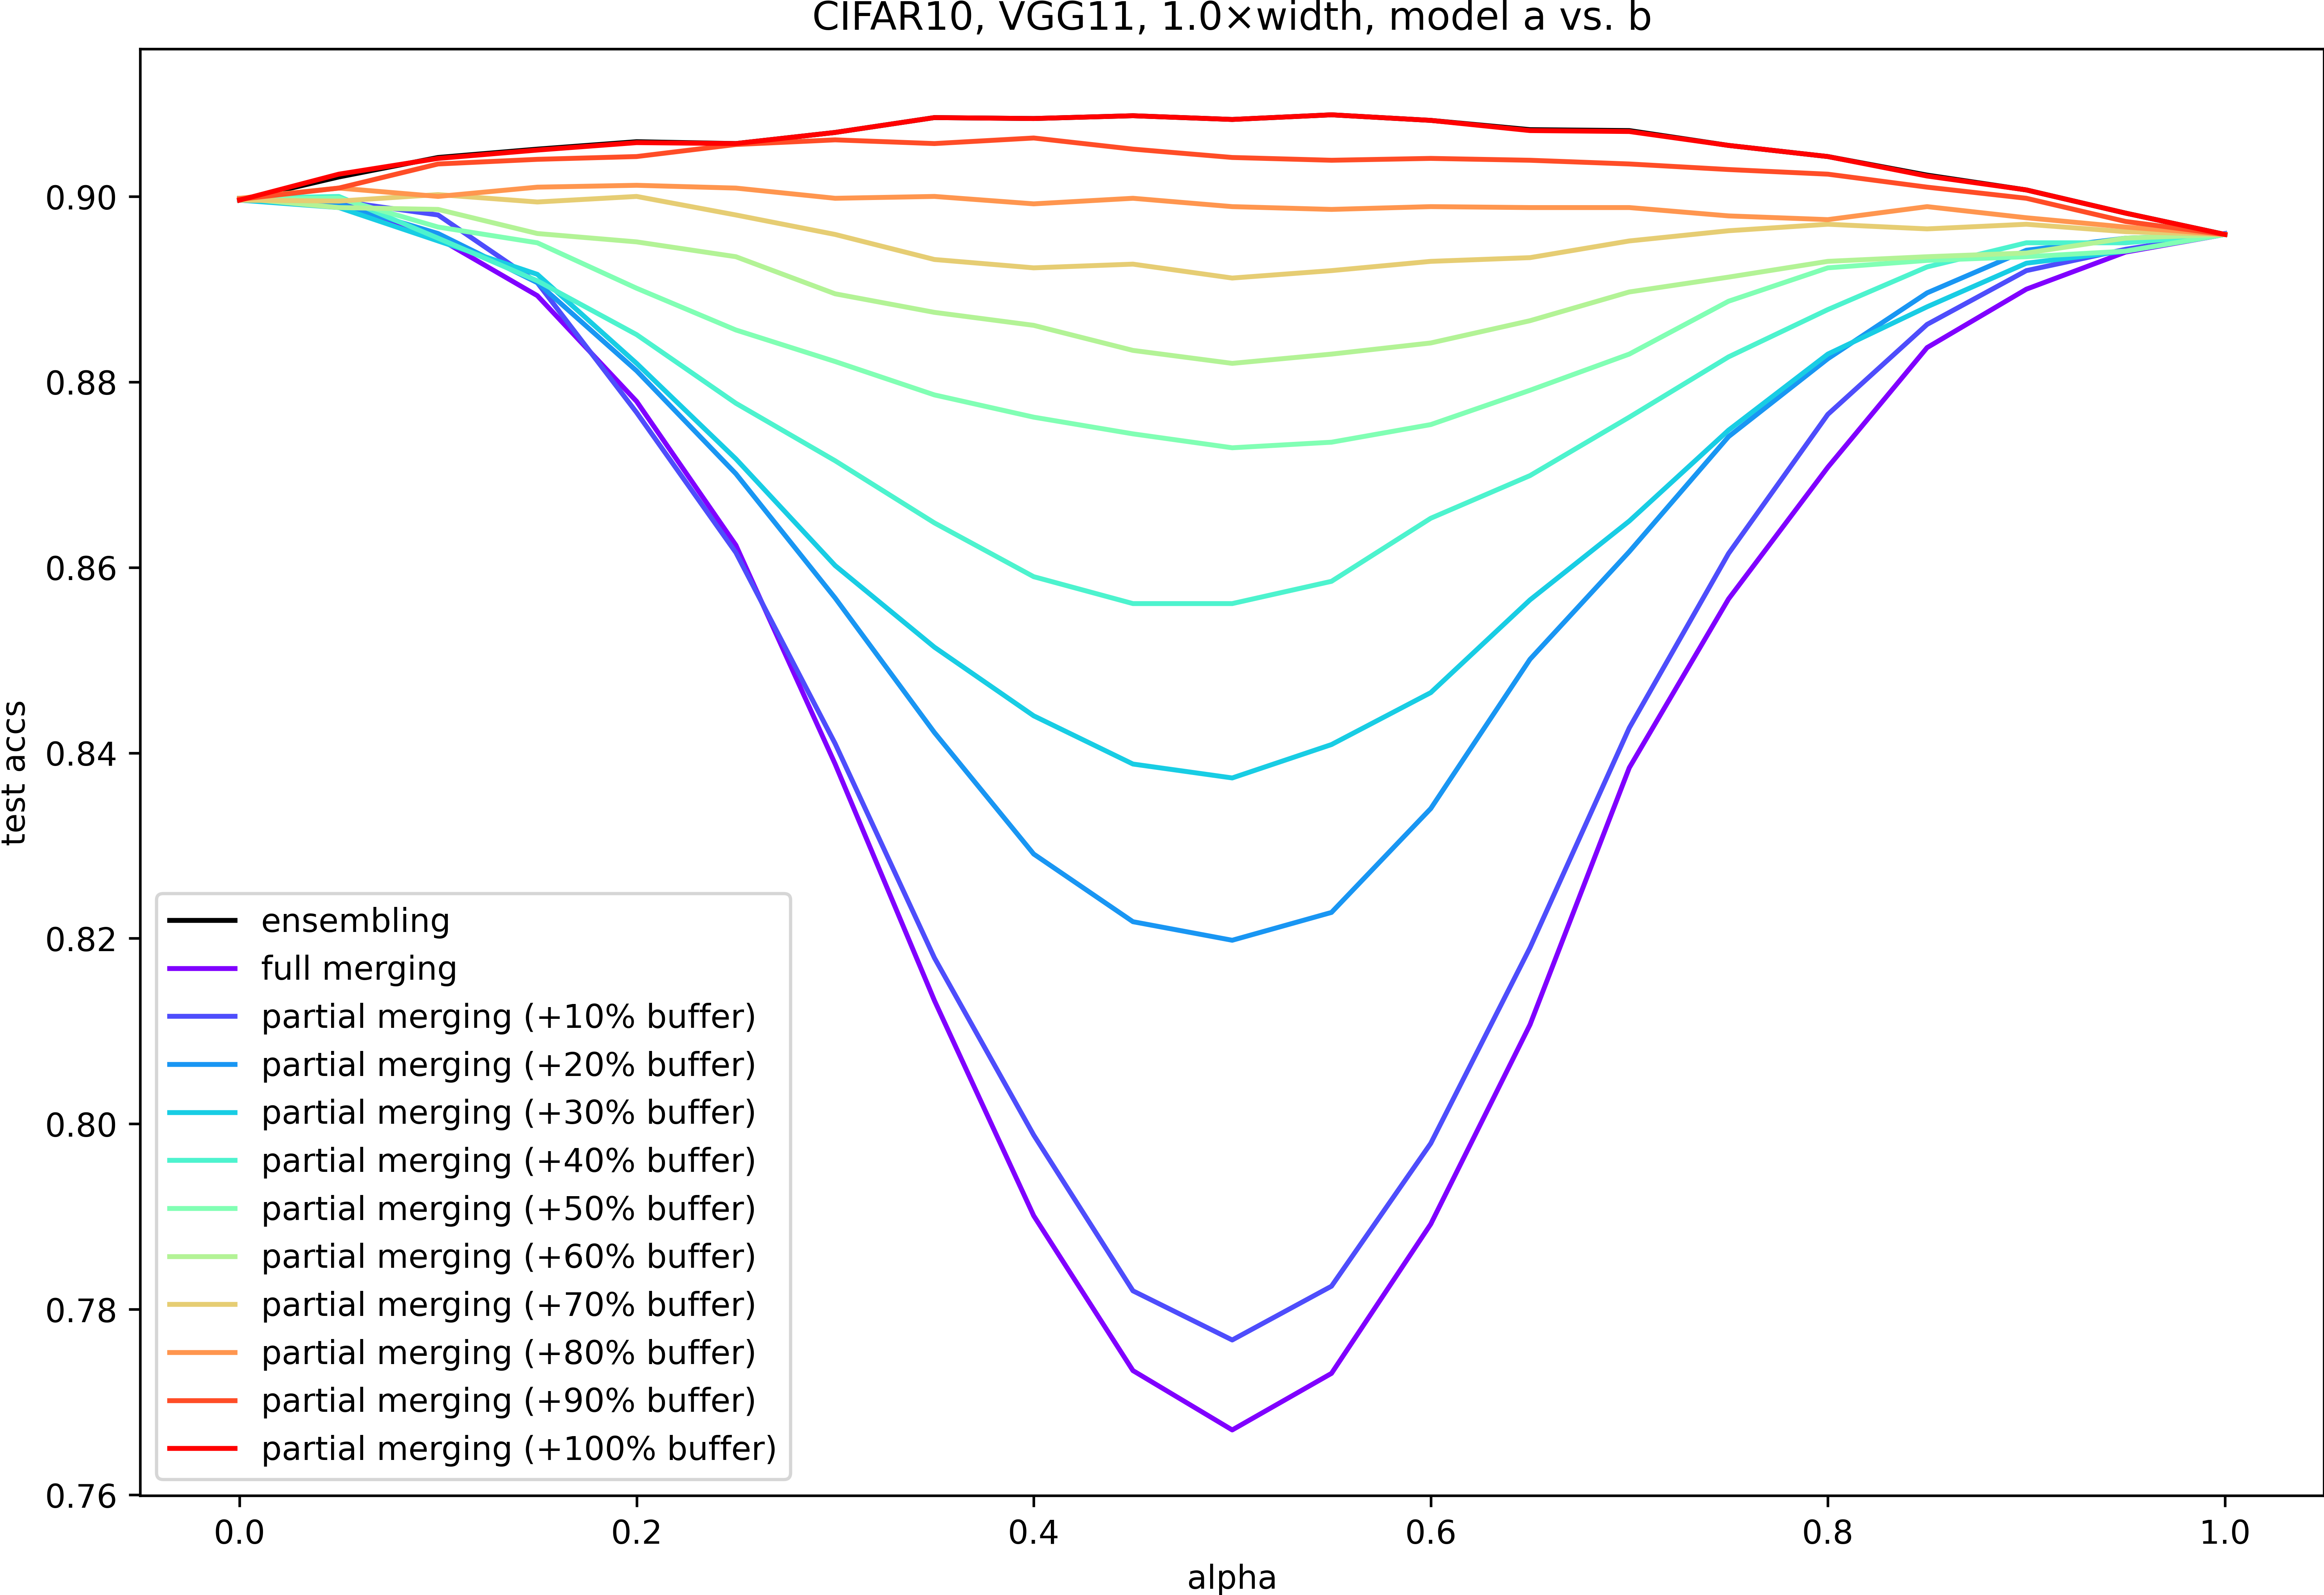 CIFAR10, VGG11, 1.0×width, model a vs. b
test accs
0.90
0.88
0.86
0.84
0.82
0.80
0.78
0.76
ensembling
full merging
partial merging (+10% buffer)
partial merging (+20% buffer)
partial merging (+30% buffer)
partial merging (+40% buffer)
partial merging (+50% buffer)
partial merging (+60% buffer)
partial merging (+70% buffer)
partial merging (+80% buffer)
partial merging (+90% buffer)
partial merging (+100% buffer)
0.0 0.2 0.4 0.6 0.8 1.0
alpha